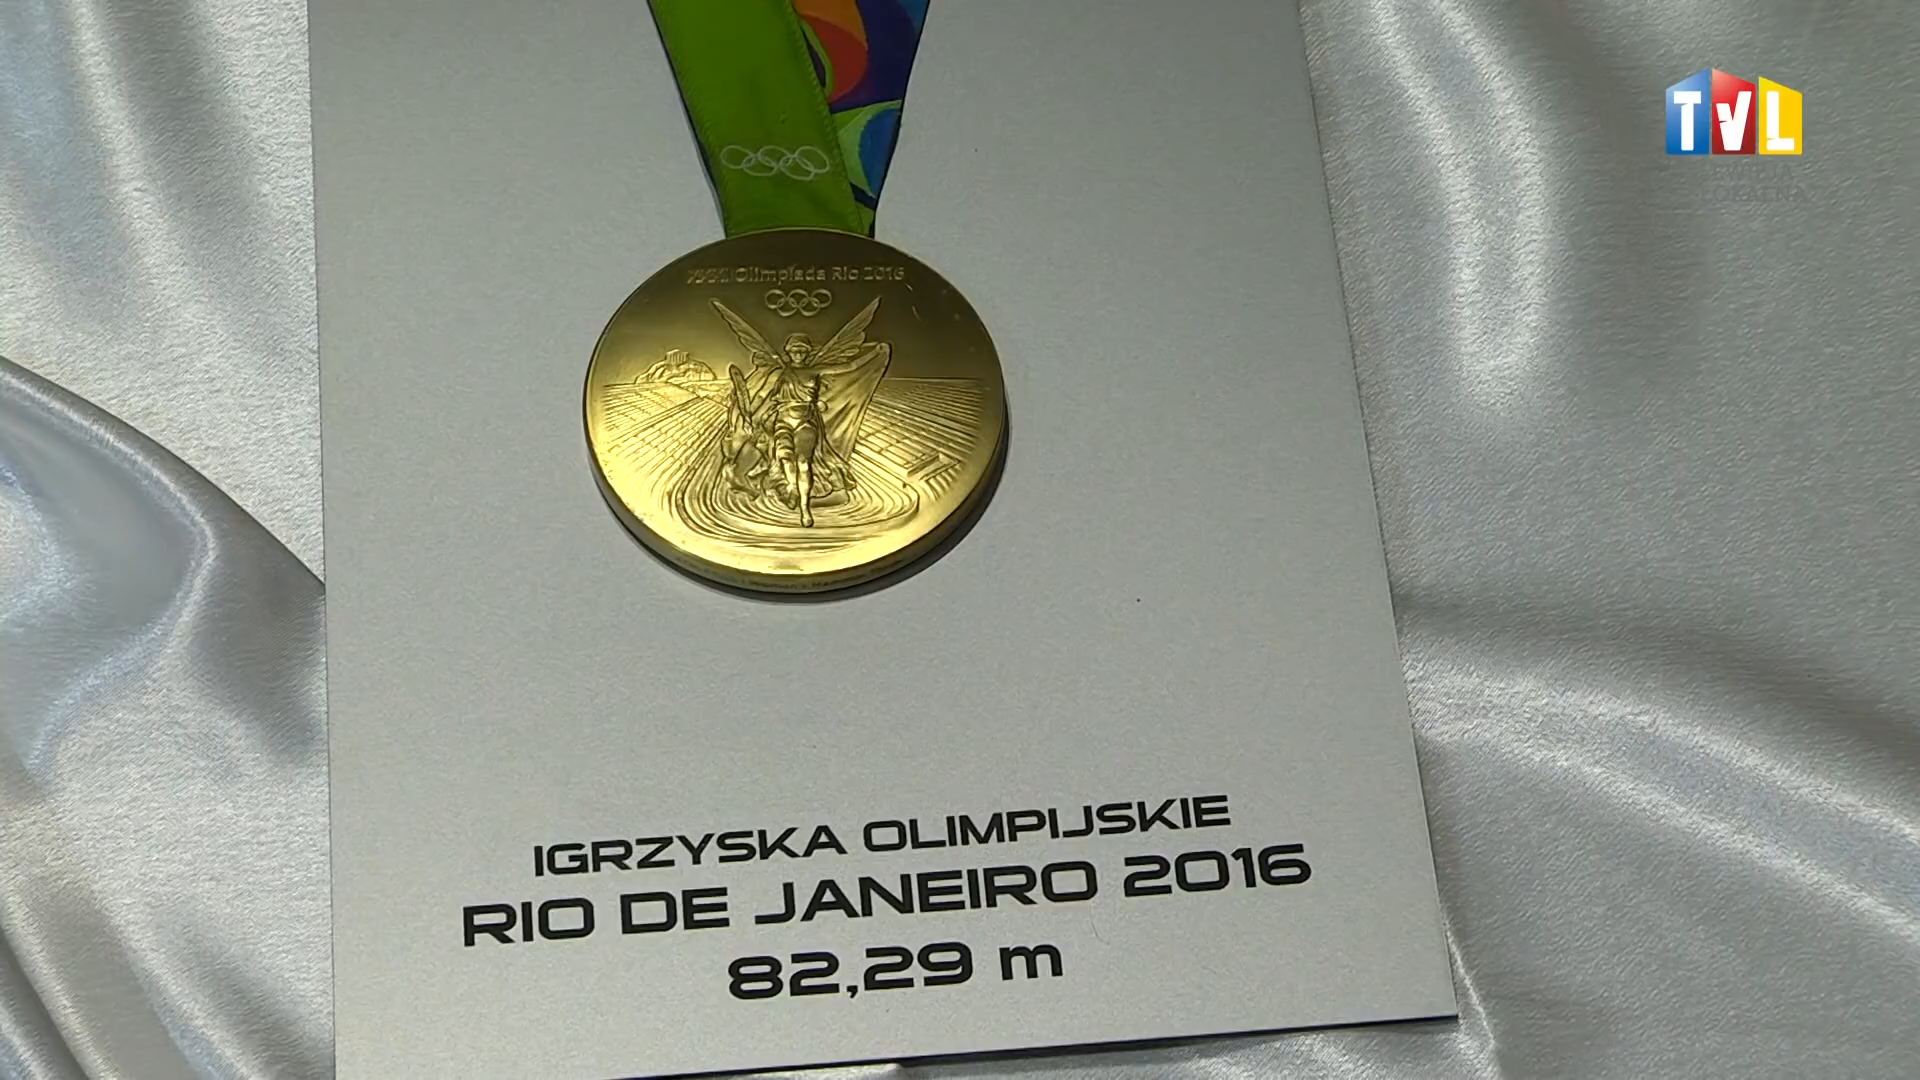 TVL
XXXI Olimpíada Rio 2016
IGRZYSKA OLIMPIJSKIE
RIO DE JANEIRO 2016
82,29 m